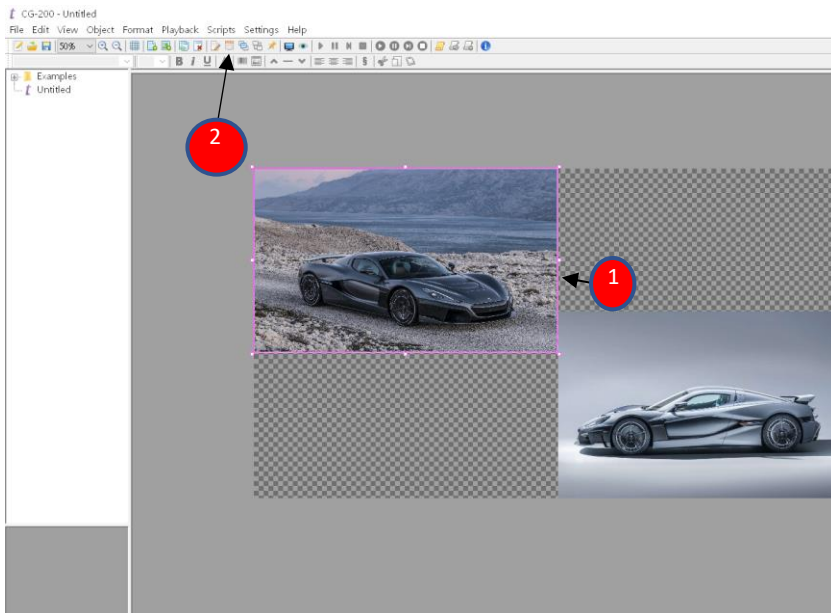 CG-200 - Untitled
File Edit View Object Format Playback Scripts Settings Help
50%
B i U
Examples
Untitled
2
1